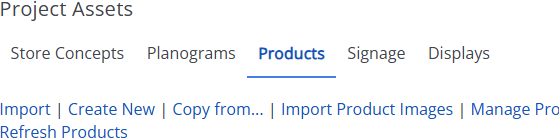 Project Assets
Store Concepts Planograms Products Signage Displays
Import | Create New | Copy from... | Import Product Images | Manage Pro
Refresh Products